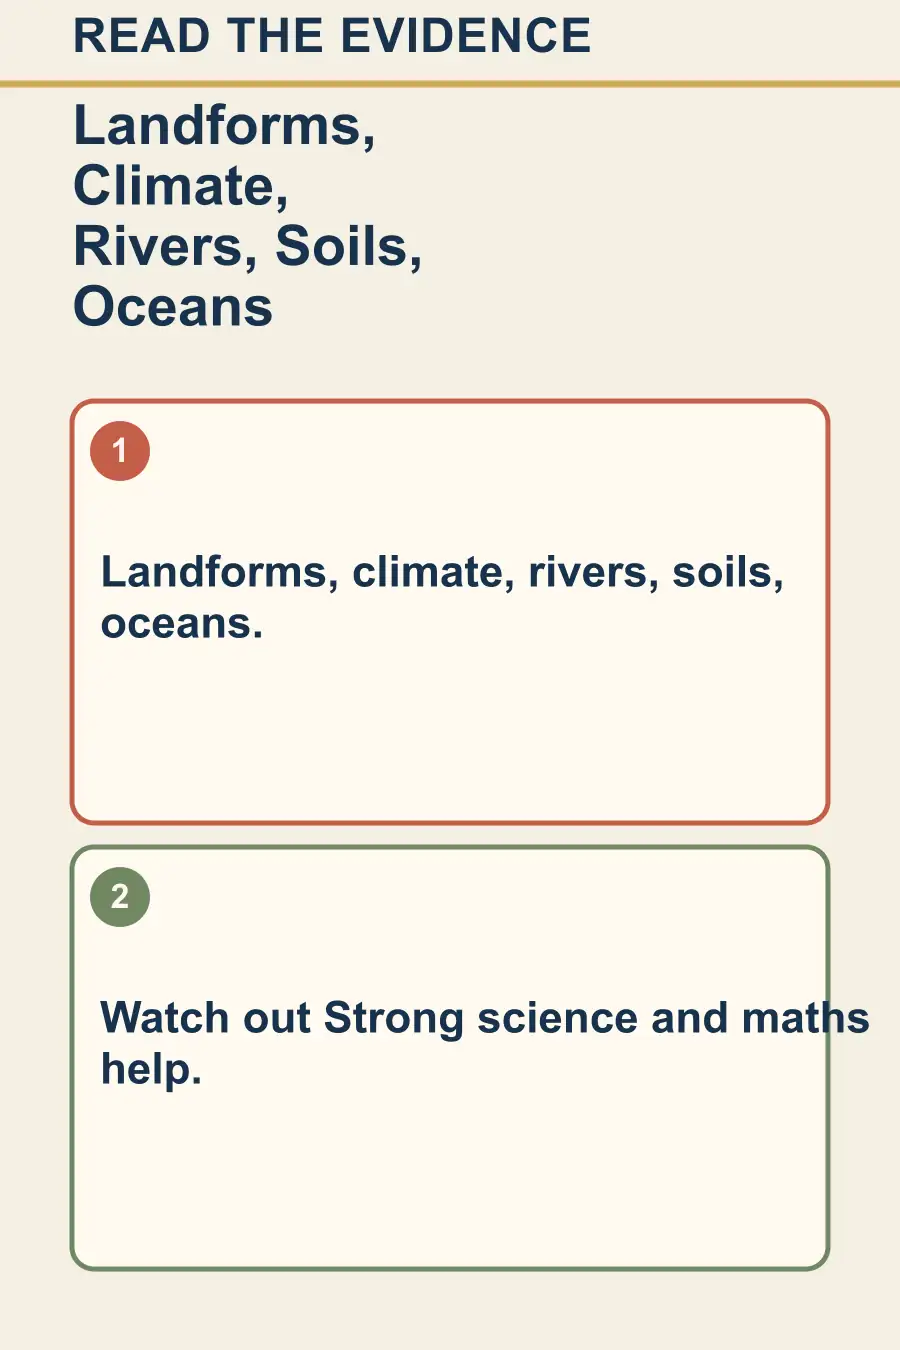 READ THE EVIDENCE
Landforms,
Climate,
Rivers, Soils,
Oceans
1
Landforms, climate, rivers, soils,
oceans.
2
Watch out Strong science and maths
help.